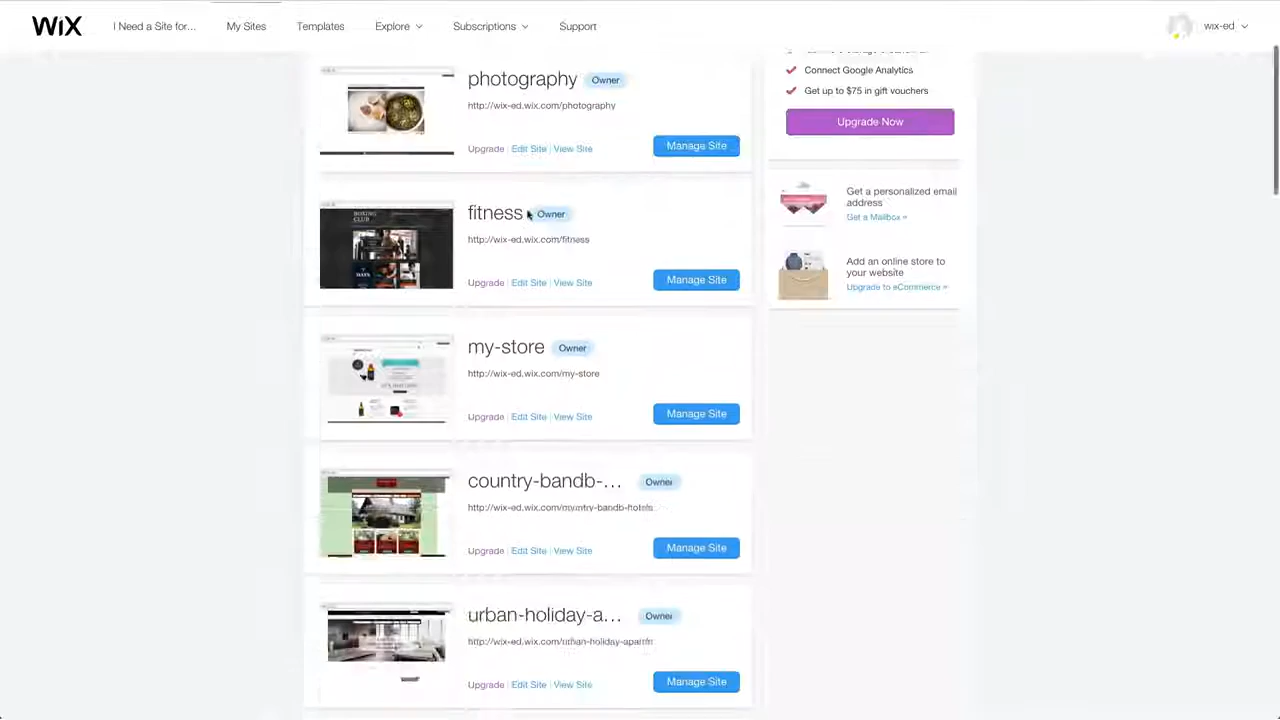 WiX
I Need a Site for...
My Sites
Templates
Explore
Subscriptions
Support
wix-ed
photography
Owner
http://wix-ed.wix.com/photography
Upgrade | Edit Site | View Site
Manage Site
fitness
Owner
http://wix-ed.wix.com/fitness
Upgrade | Edit Site | View Site
Manage Site
BOXING
CLUB
my-store
Owner
http://wix-ed.wix.com/my-store
Upgrade | Edit Site | View Site
Manage Site
country-bandb-...
Owner
Upgrade | Edit Site | View Site
Manage Site
urban-holiday-a...
Owner
Upgrade | Edit Site | View Site
Manage Site
Connect Google Analytics
Get up to $75 in gift vouchers
Upgrade Now
Get a personalized email
address
Get a Mailbox »
Add an online store to
your website
Upgrade to eCommerce »